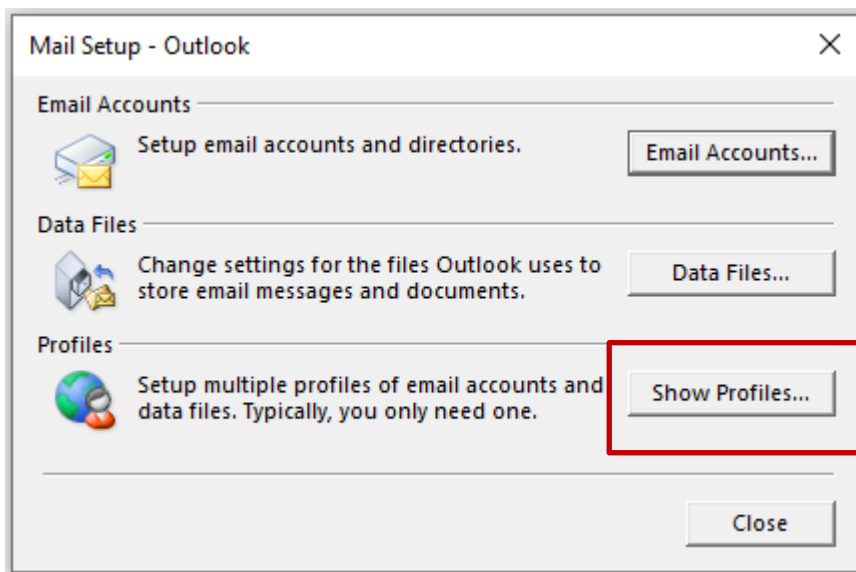 Mail Setup - Outlook
Email Accounts
Setup email accounts and directories.
Email Accounts...
Data Files
Change settings for the files Outlook uses to
store email messages and documents.
Data Files...
Profiles
Setup multiple profiles of email accounts and
data files. Typically, you only need one.
Show Profiles...
Close